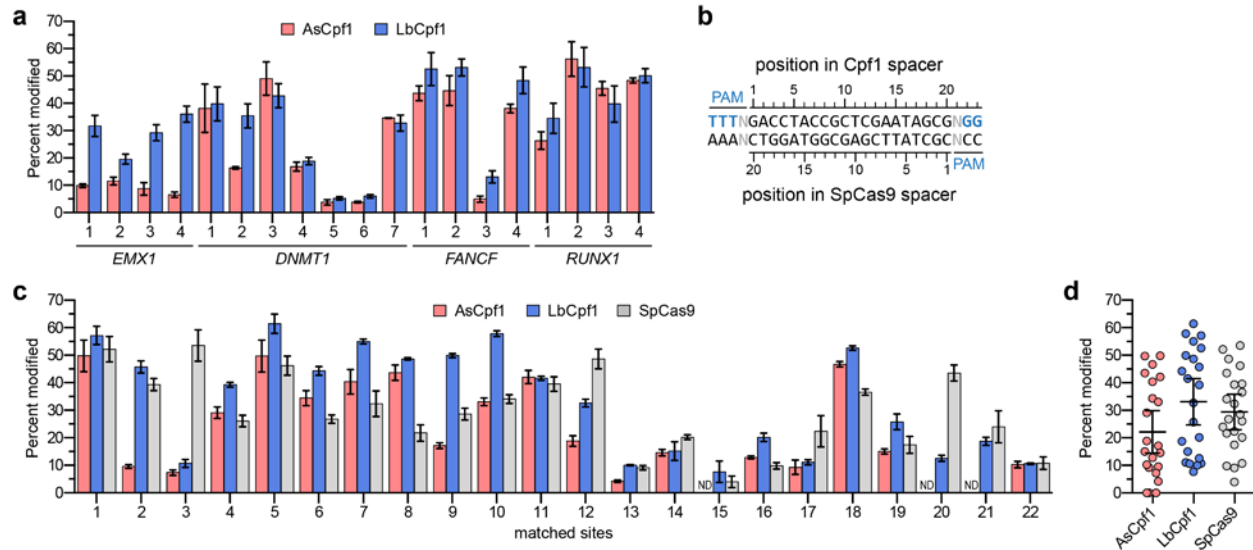 a
AsCpf1 LbCpf1
Percent modified
70
60
50
40
30
20
10
0
1 2 3 4 1 2 3 4 5 6 7 1 2 3 4 1 2 3 4
EMX1 DNMT1 FANCF RUNX1
b
position in Cpf1 spacer
PAM 1 5 10 15 20
TTTNGACCTACCGCTCGAATAGCGNGG
AAANCTGGATGGCGAGCTTATCGCNCC
20 15 10 5 1 PAM
position in SpCas9 spacer
c
AsCpf1 LbCpf1 SpCas9
Percent modified
70
60
50
40
30
20
10
0
ND ND ND
1 2 3 4 5 6 7 8 9 10 11 12 13 14 15 16 17 18 19 20 21 22
matched sites
d
Percent modified
70
60
50
40
30
20
10
0
AsCpf1 LbCpf1 SpCas9